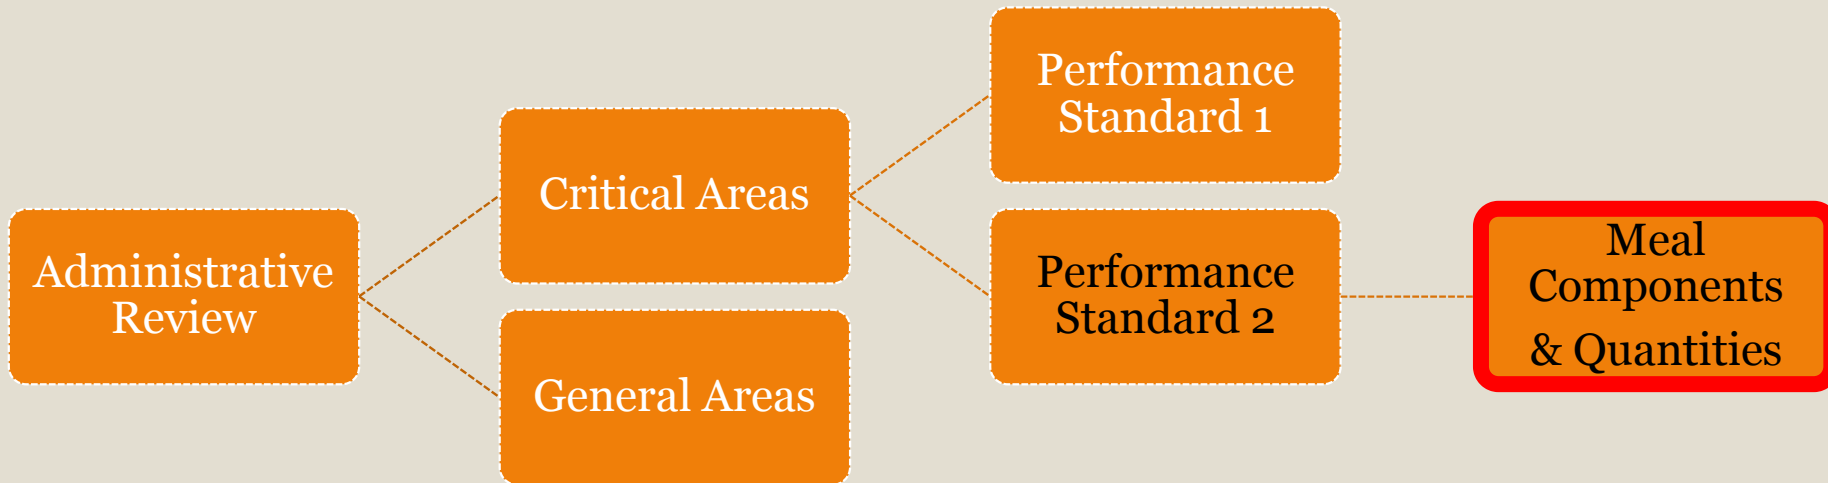 Administrative
Review
Critical Areas
General Areas
Performance
Standard 1
Performance
Standard 2
Meal
Components
& Quantities